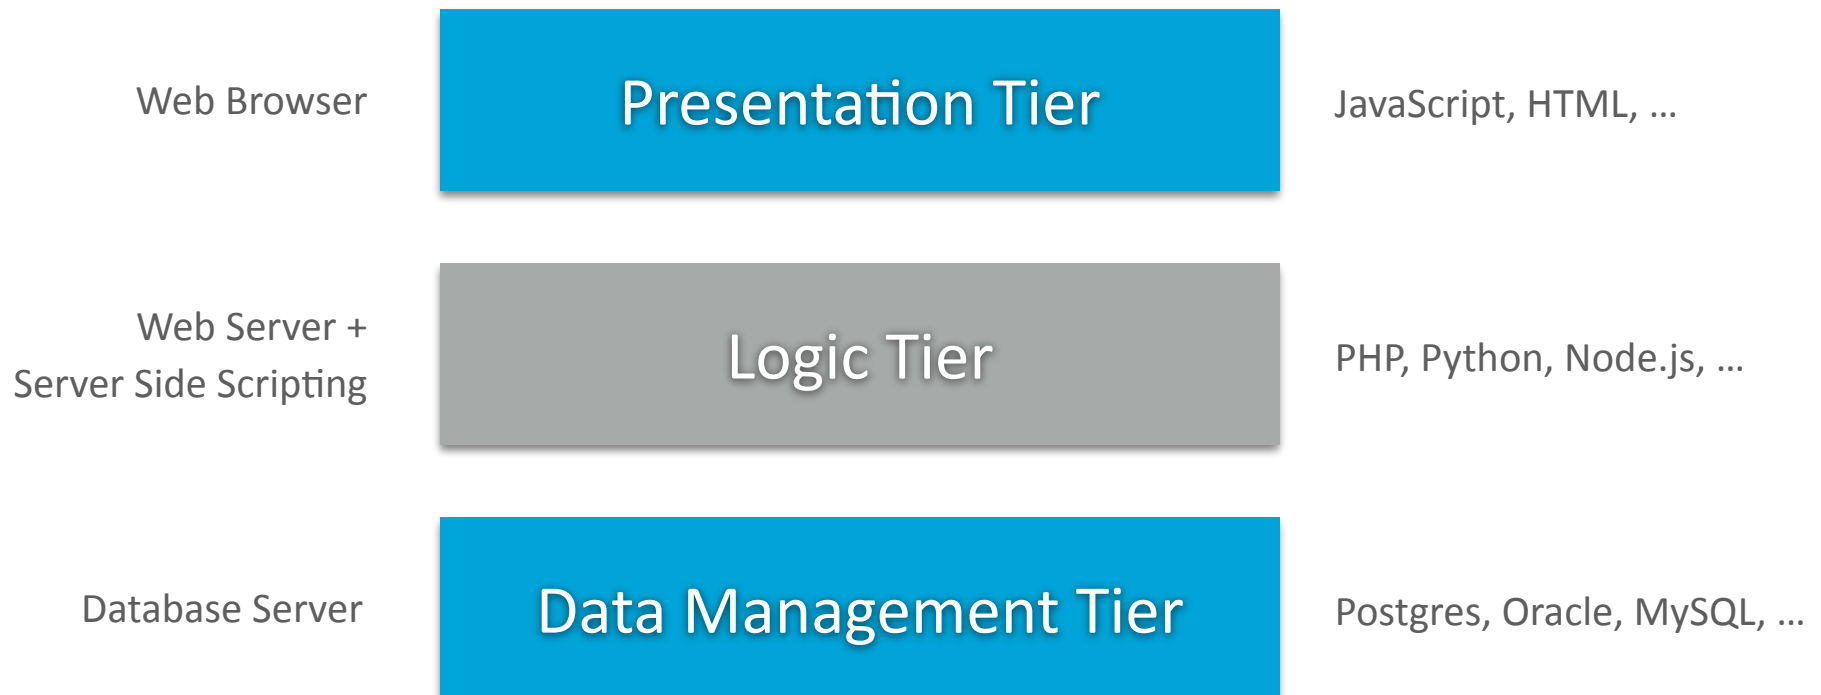 Web Browser
Presentation Tier
JavaScript, HTML, ...
Web Server +
Server Side Scripting
Logic Tier
PHP, Python, Node.js, ...
Database Server
Data Management Tier
Postgres, Oracle, MySQL, ...